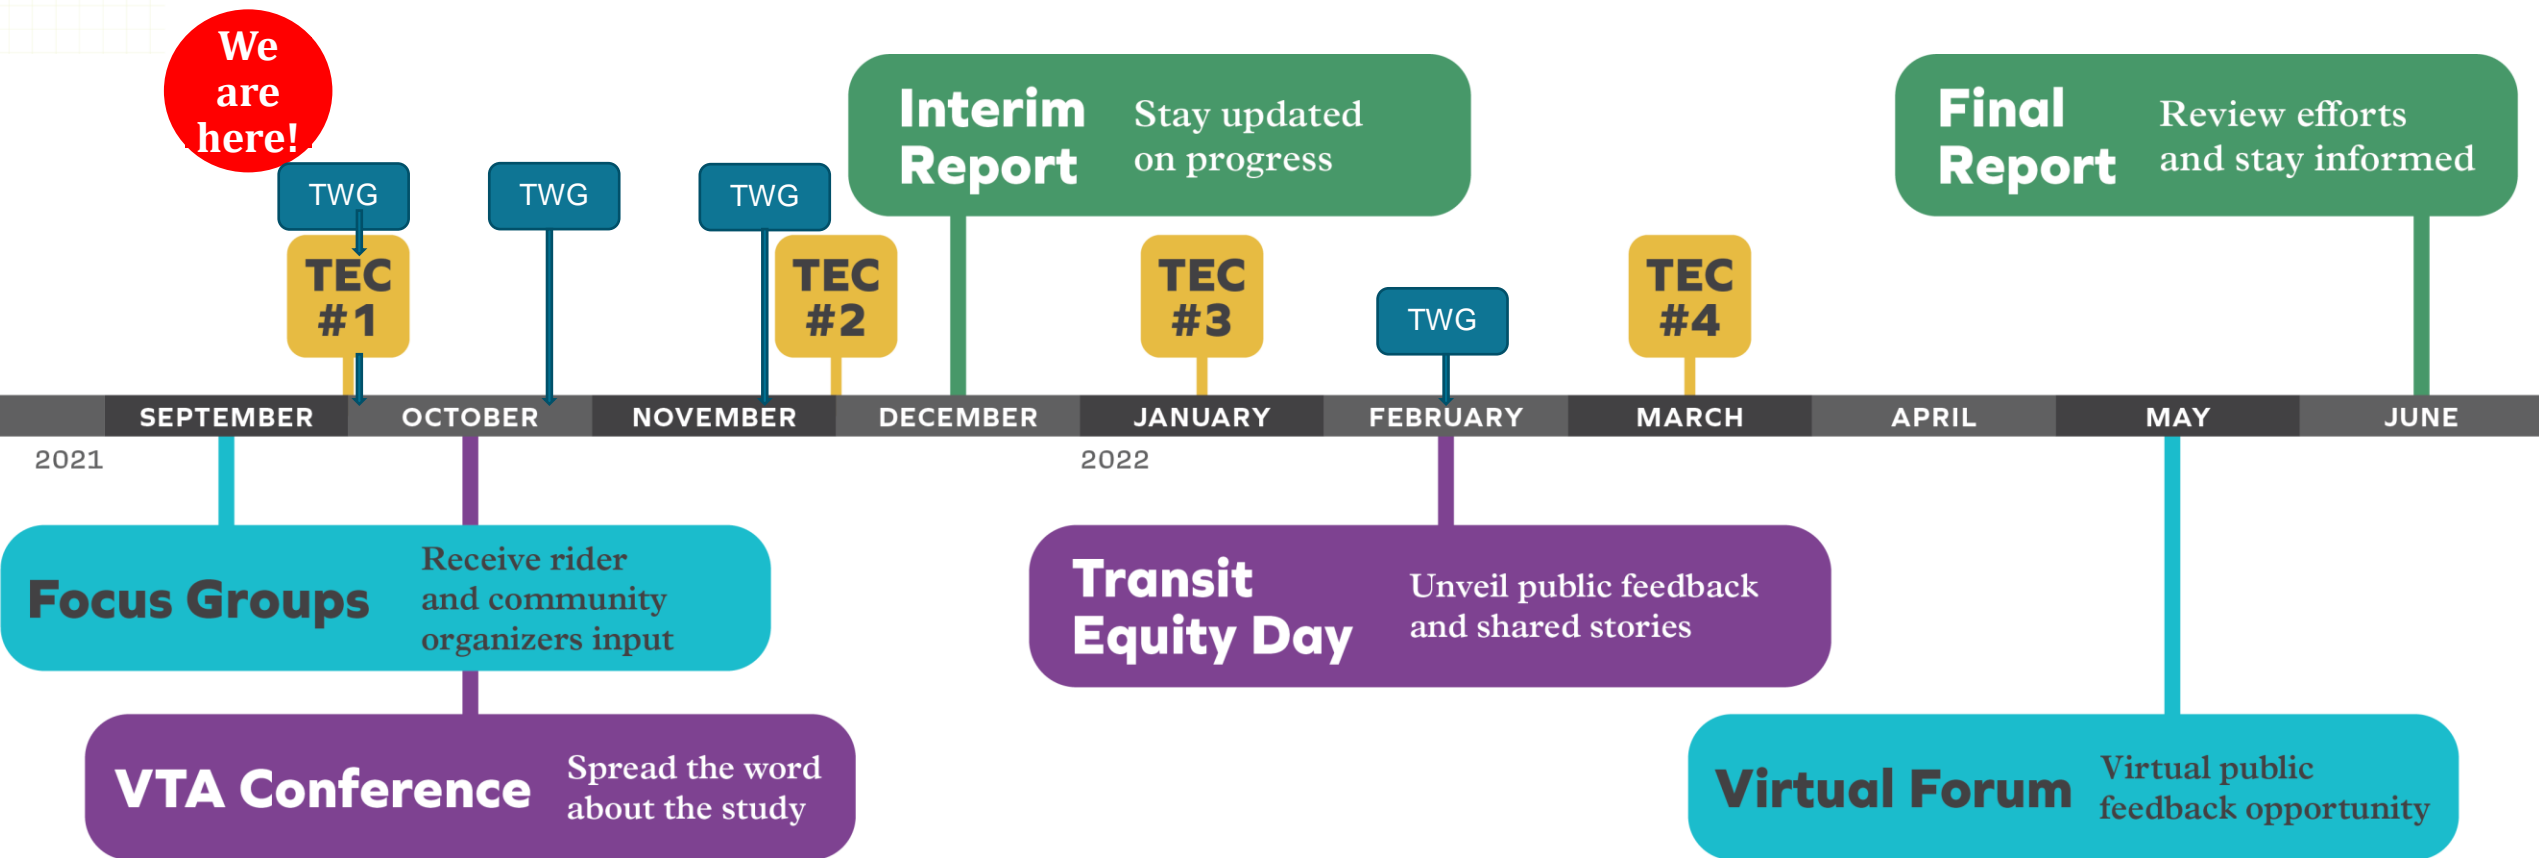 We
are
here!
TWG
TWG
TWG
Interim
Report
Stay updated
on progress
Final
Report
Review efforts
and stay informed
TEC
#1
TEC
#2
TEC
#3
TWG
TEC
#4
SEPTEMBER
OCTOBER
NOVEMBER
DECEMBER
JANUARY
FEBRUARY
MARCH
APRIL
MAY
JUNE
2021
2022
Focus Groups
Receive rider
and community
organizers input
Transit
Equity Day
Unveil public feedback
and shared stories
VTA Conference
Spread the word
about the study
Virtual Forum
Virtual public
feedback opportunity